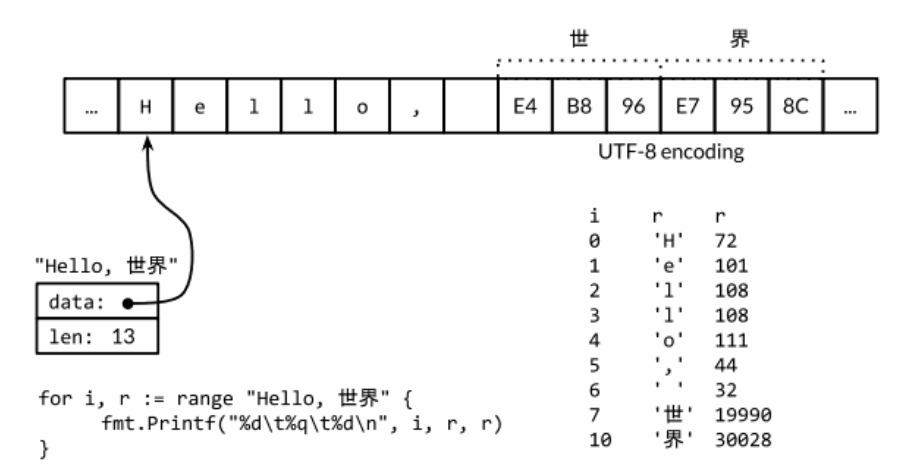 世 界
… H e l l o , E4 B8 96 E7 95 8C …
UTF-8 encoding
"Hello, 世界"
data:
len: 13
for i, r := range "Hello, 世界" {
fmt.Printf("%d\t%q\t%d\n", i, r, r)
}
i r r
0 'H' 72
1 'e' 101
2 'l' 108
3 'l' 108
4 'o' 111
5 ',' 44
6 ' ' 32
7 '世' 19990
10 '界' 30028